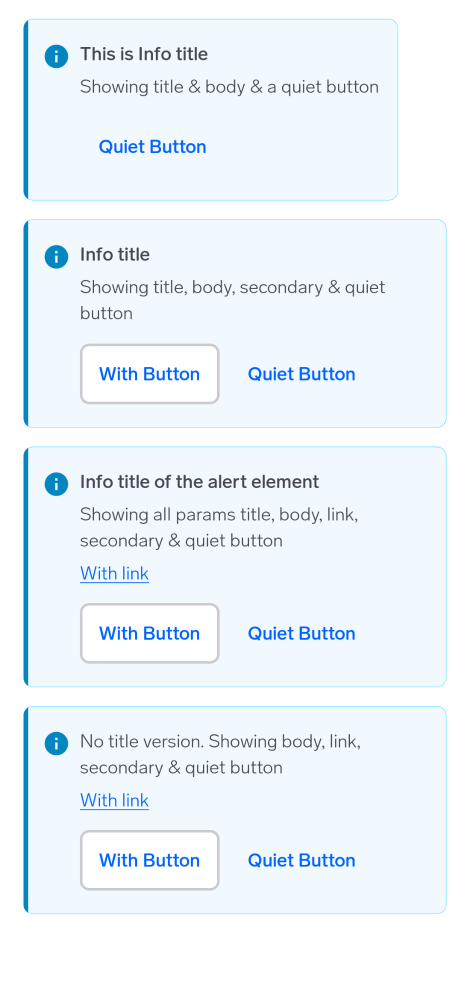 This is Info title
Showing title & body & a quiet button
Quiet Button
Info title
Showing title, body, secondary & quiet
button
With Button
Quiet Button
Info title of the alert element
Showing all params title, body, link,
secondary & quiet button
With link
With Button
Quiet Button
No title version. Showing body, link,
secondary & quiet button
With link
With Button
Quiet Button